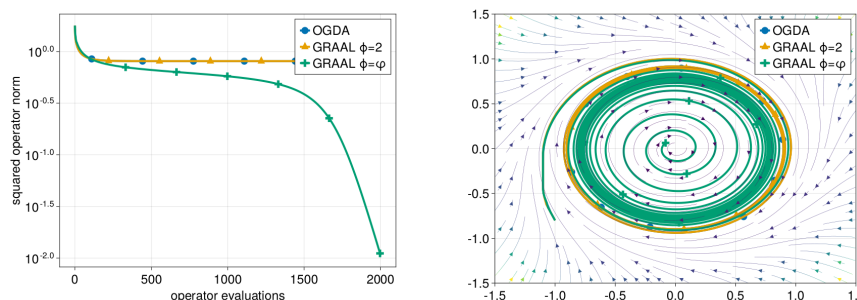 squared operator norm
10^0.0
10^-0.5
10^-1.0
10^-1.5
10^-2.0
0
500
1000
1500
2000
operator evaluations
OGDA
GRAAL ϕ=2
GRAAL ϕ=φ
1.5
1.0
0.5
0.0
-0.5
-1.0
-1.5
-1.5
-1.0
-0.5
0.0
0.5
1.0
OGDA
GRAAL ϕ=2
GRAAL ϕ=φ